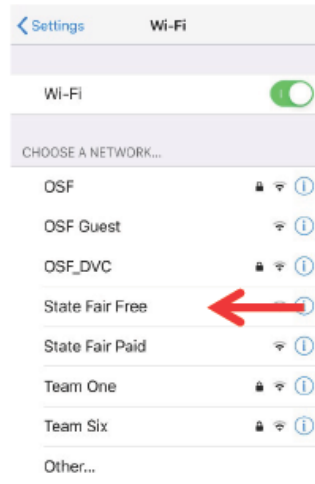 Settings Wi-Fi
Wi-Fi
CHOOSE A NETWORK...
OSF
OSF Guest
OSF_DVC
State Fair Free
State Fair Paid
Team One
Team Six
Other...